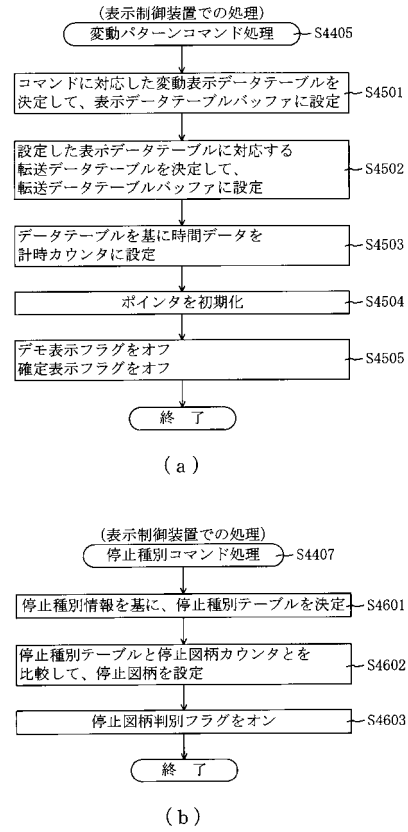 (表示制御装置での処理)
変動パターンコマンド処理 S4405
コマンドに対応した変動表示データテーブルを
決定して、表示データテーブルバッファに設定
S4501
設定した表示データテーブルに対応する
転送データテーブルを決定して、
転送データテーブルバッファに設定
S4502
データテーブルを基に時間データを
計時カウンタに設定
S4503
ポインタを初期化 S4504
デモ表示フラグをオフ
確定表示フラグをオフ
S4505
終 了
(a)
(表示制御装置での処理)
停止種別コマンド処理 S4407
停止種別情報を基に、停止種別テーブルを決定 S4601
停止種別テーブルと停止図柄カウンタとを
比較して、停止図柄を設定
S4602
停止図柄判別フラグをオン S4603
終 了
(b)